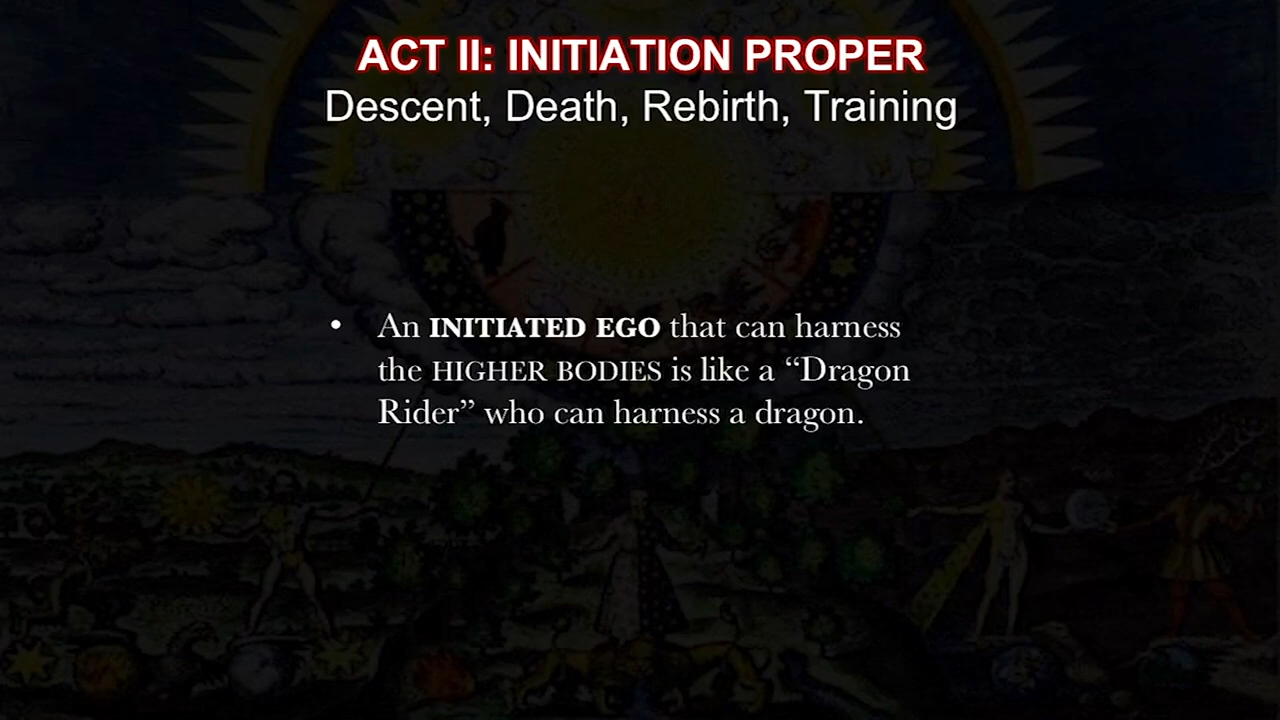 ACT II: INITIATION PROPER
Descent, Death, Rebirth, Training
• An INITIATED EGO that can harness
the HIGHER BODIES is like a “Dragon
Rider” who can harness a dragon.